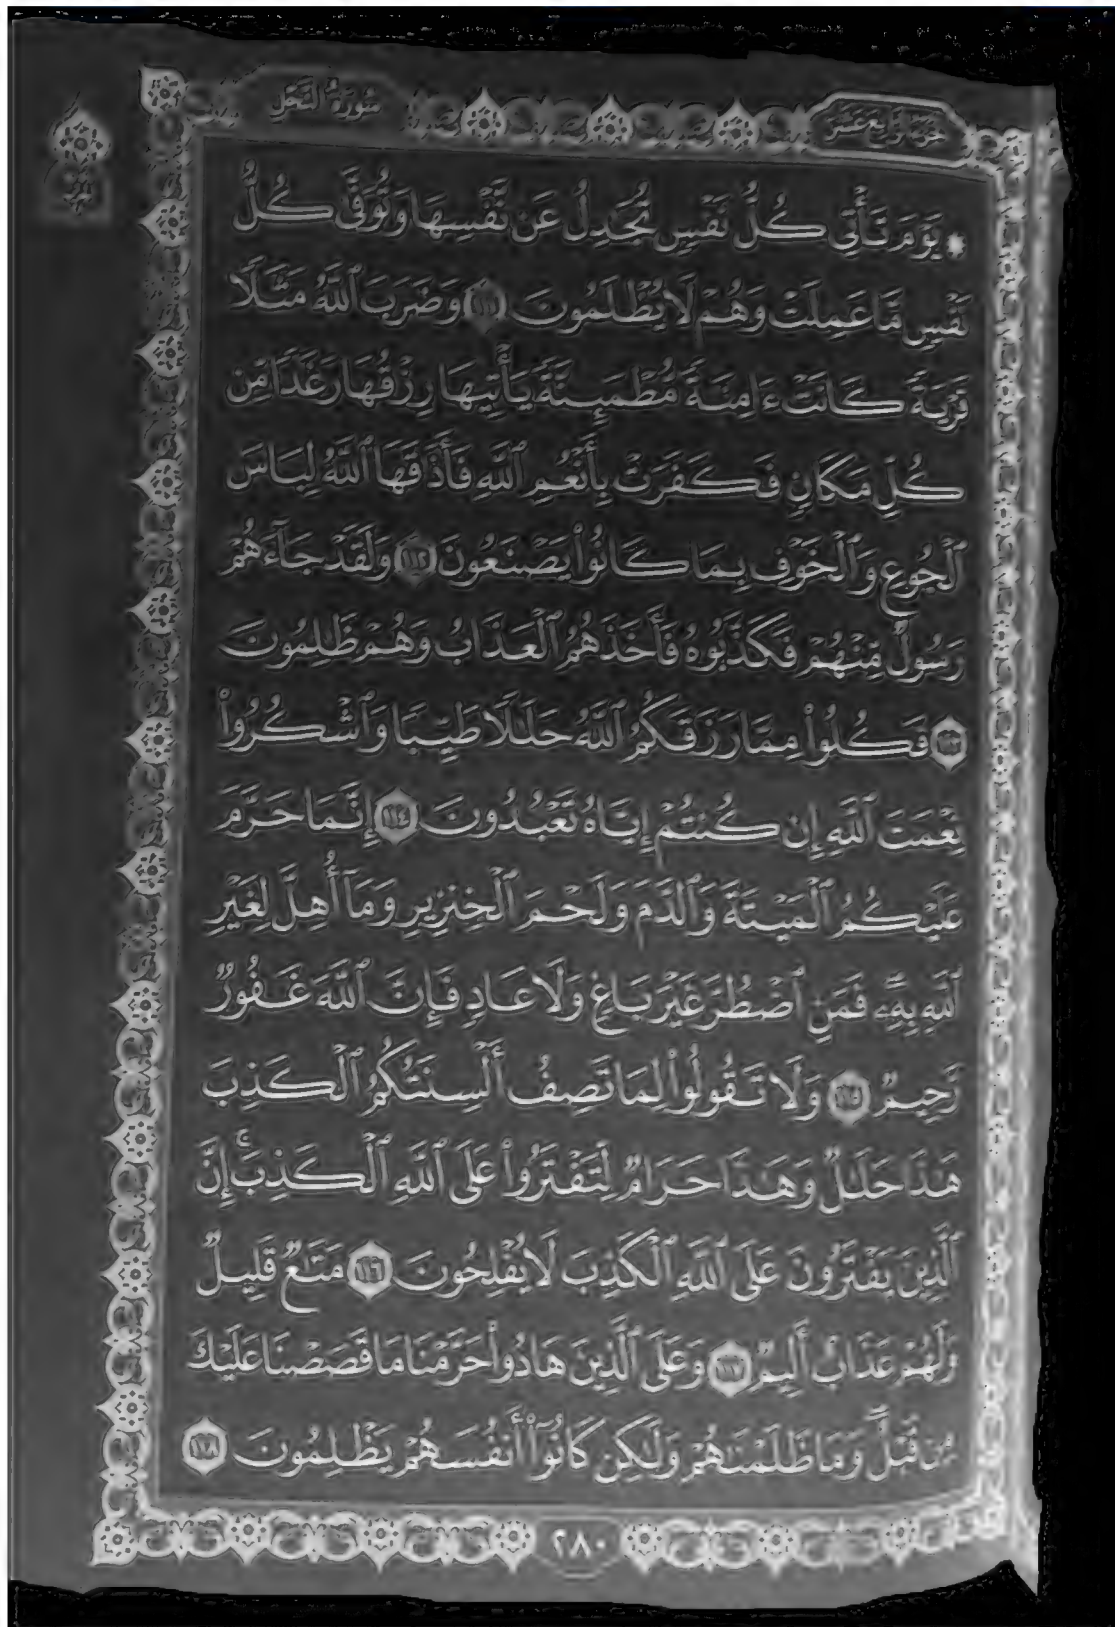 الجزء الرابع عشر
سورة النحل
۞ يَوْمَ تَأْتِي كُلُّ نَفْسٍ تُجَٰدِلُ عَن نَّفْسِهَا وَتُوَفَّىٰ كُلُّ
نَفْسٍ مَّا عَمِلَتْ وَهُمْ لَا يُظْلَمُونَ ١١١ وَضَرَبَ ٱللَّهُ مَثَلًا
قَرْيَةً كَانَتْ ءَامِنَةً مُّطْمَئِنَّةً يَأْتِيهَا رِزْقُهَا رَغَدًا مِّن
كُلِّ مَكَانٍ فَكَفَرَتْ بِأَنْعُمِ ٱللَّهِ فَأَذَٰقَهَا ٱللَّهُ لِبَاسَ
ٱلْجُوعِ وَٱلْخَوْفِ بِمَا كَانُوا۟ يَصْنَعُونَ ١١٢ وَلَقَدْ جَآءَهُمْ
رَسُولٌ مِّنْهُمْ فَكَذَّبُوهُ فَأَخَذَهُمُ ٱلْعَذَابُ وَهُمْ ظَٰلِمُونَ
١١٣ فَكُلُوا۟ مِمَّا رَزَقَكُمُ ٱللَّهُ حَلَٰلًا طَيِّبًا وَٱشْكُرُوا۟
نِعْمَتَ ٱللَّهِ إِن كُنتُمْ إِيَّاهُ تَعْبُدُونَ ١١٤ إِنَّمَا حَرَّمَ
عَلَيْكُمُ ٱلْمَيْتَةَ وَٱلدَّمَ وَلَحْمَ ٱلْخِنزِيرِ وَمَآ أُهِلَّ لِغَيْرِ
ٱللَّهِ بِهِۦ ۖ فَمَنِ ٱضْطُرَّ غَيْرَ بَاغٍ وَلَا عَادٍ فَإِنَّ ٱللَّهَ غَفُورٌ
رَّحِيمٌ ١١٥ وَلَا تَقُولُوا۟ لِمَا تَصِفُ أَلْسِنَتُكُمُ ٱلْكَذِبَ
هَٰذَا حَلَٰلٌ وَهَٰذَا حَرَامٌ لِّتَفْتَرُوا۟ عَلَى ٱللَّهِ ٱلْكَذِبَ ۚ إِنَّ
ٱلَّذِينَ يَفْتَرُونَ عَلَى ٱللَّهِ ٱلْكَذِبَ لَا يُفْلِحُونَ ١١٦ مَتَٰعٌ قَلِيلٌ
وَلَهُمْ عَذَابٌ أَلِيمٌ ١١٧ وَعَلَى ٱلَّذِينَ هَادُوا۟ حَرَّمْنَا مَا قَصَصْنَا عَلَيْكَ
مِن قَبْلُ ۖ وَمَا ظَلَمْنَٰهُمْ وَلَٰكِن كَانُوٓا۟ أَنفُسَهُمْ يَظْلِمُونَ ١١٨
٢٨٠